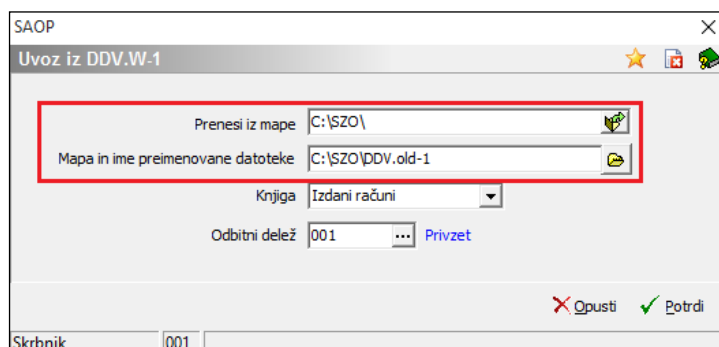 SAOP
Uvoz iz DDV.W-1
Prenesi iz mape C:\SZO\
Mapa in ime preimenovane datoteke C:\SZO\DDV.old-1
Knjiga Izdani računi
Odbitni delež 001 ... Privzet
Opusti Potrdi
Skrbnik 001